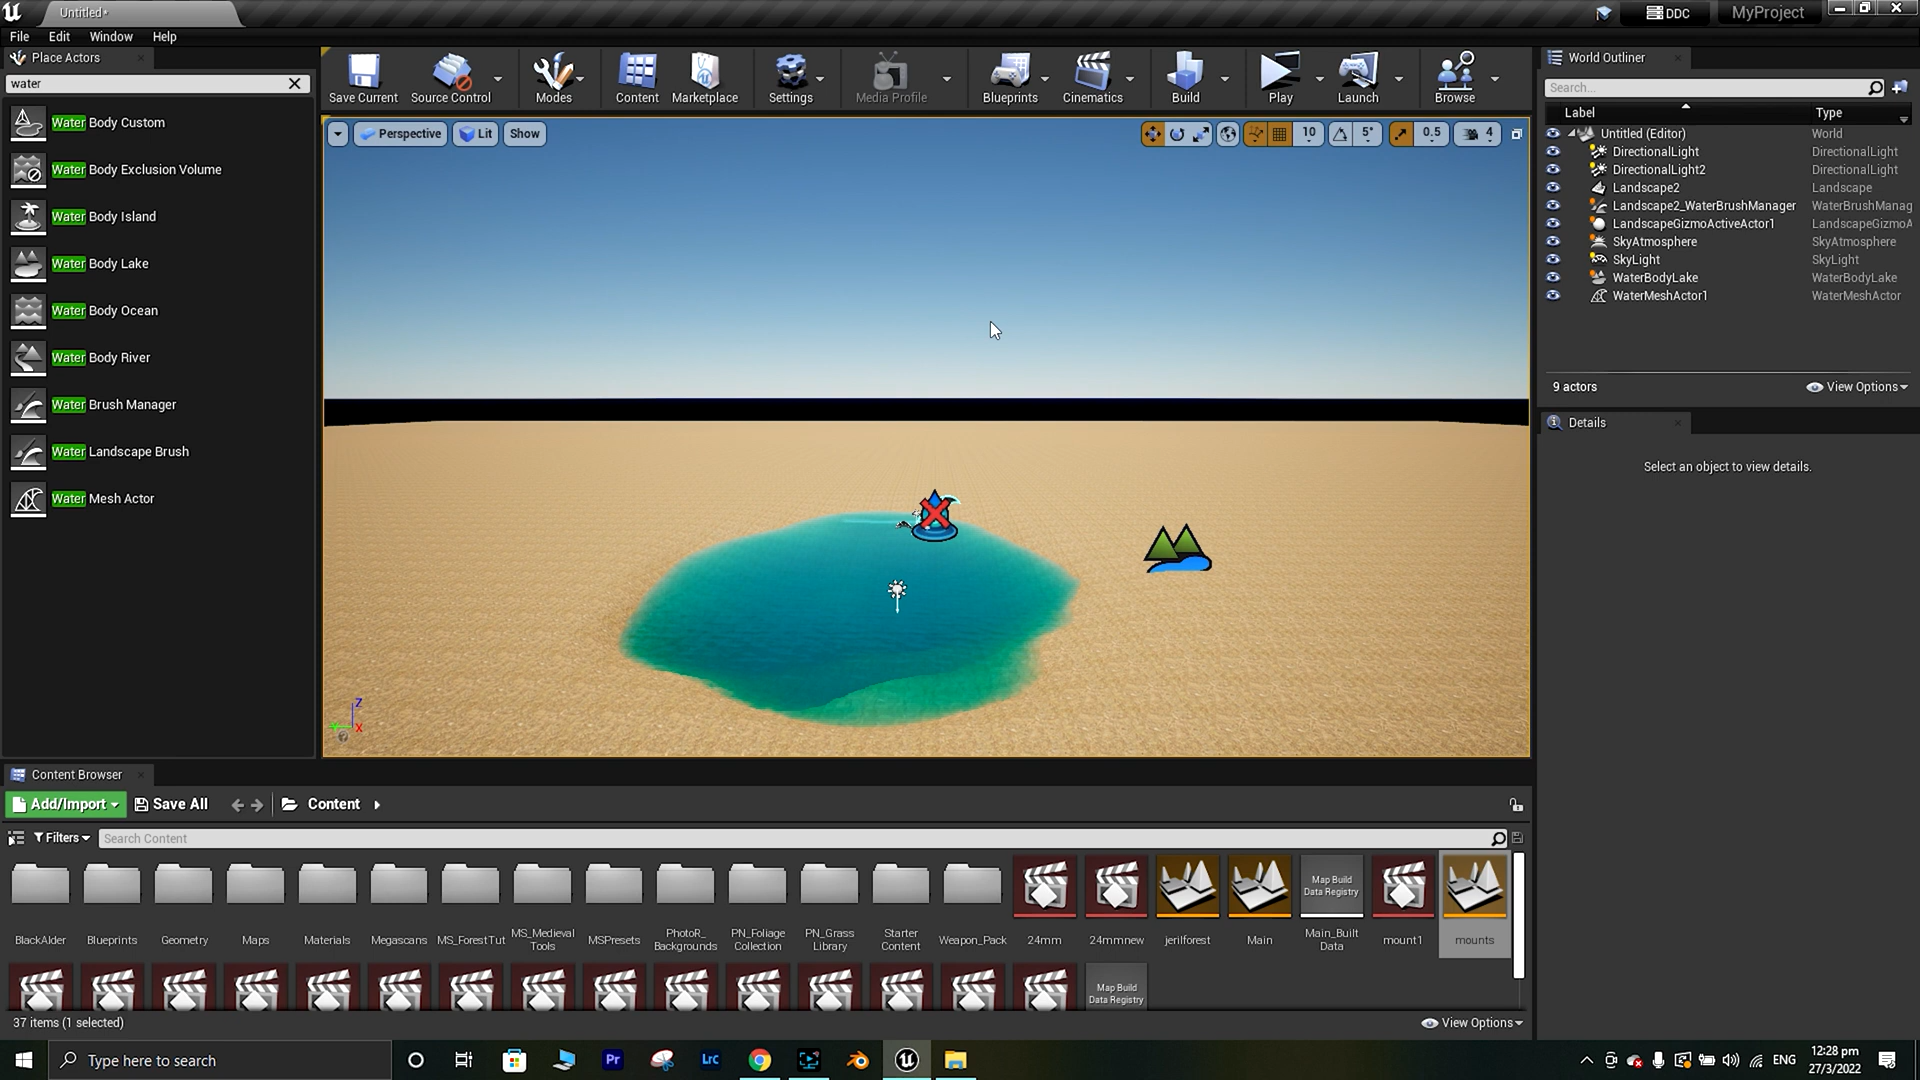 Untitled*
DDC
MyProject
File Edit Window Help
Place Actors
water
Water Body Custom
Water Body Exclusion Volume
Water Body Island
Water Body Lake
Water Body Ocean
Water Body River
Water Brush Manager
Water Landscape Brush
Water Mesh Actor
Save Current Source Control Modes Content Marketplace Settings Media Profile Blueprints Cinematics Build Play Launch Browse
Perspective Lit Show
10 5° 0.5 4
Z
X
World Outliner
Search...
Label Type
Untitled (Editor) World
DirectionalLight DirectionalLight
DirectionalLight2 DirectionalLight
Landscape2 Landscape
Landscape2_WaterBrushManager WaterBrushManag
LandscapeGizmoActiveActor1 LandscapeGizmoA
SkyAtmosphere SkyAtmosphere
SkyLight SkyLight
WaterBodyLake WaterBodyLake
WaterMeshActor1 WaterMeshActor
9 actors View Options
Details
Select an object to view details.
Content Browser
Add/Import Save All Content
Filters Search Content
Map Build
Data Registry
BlackAlder Blueprints Geometry Maps Materials Megascans MS_ForestTut MS_Medieval
Tools MSPresets PhotoR_
Backgrounds PN_Foliage
Collection PN_Grass
Library Starter
Content Weapon_Pack 24mm 24mmnew jerilforest Main Main_Built
Data mount1 mounts
Map Build
Data Registry
37 items (1 selected) View Options
Type here to search
Pr
Lrc
ENG
12:28 pm
27/3/2022